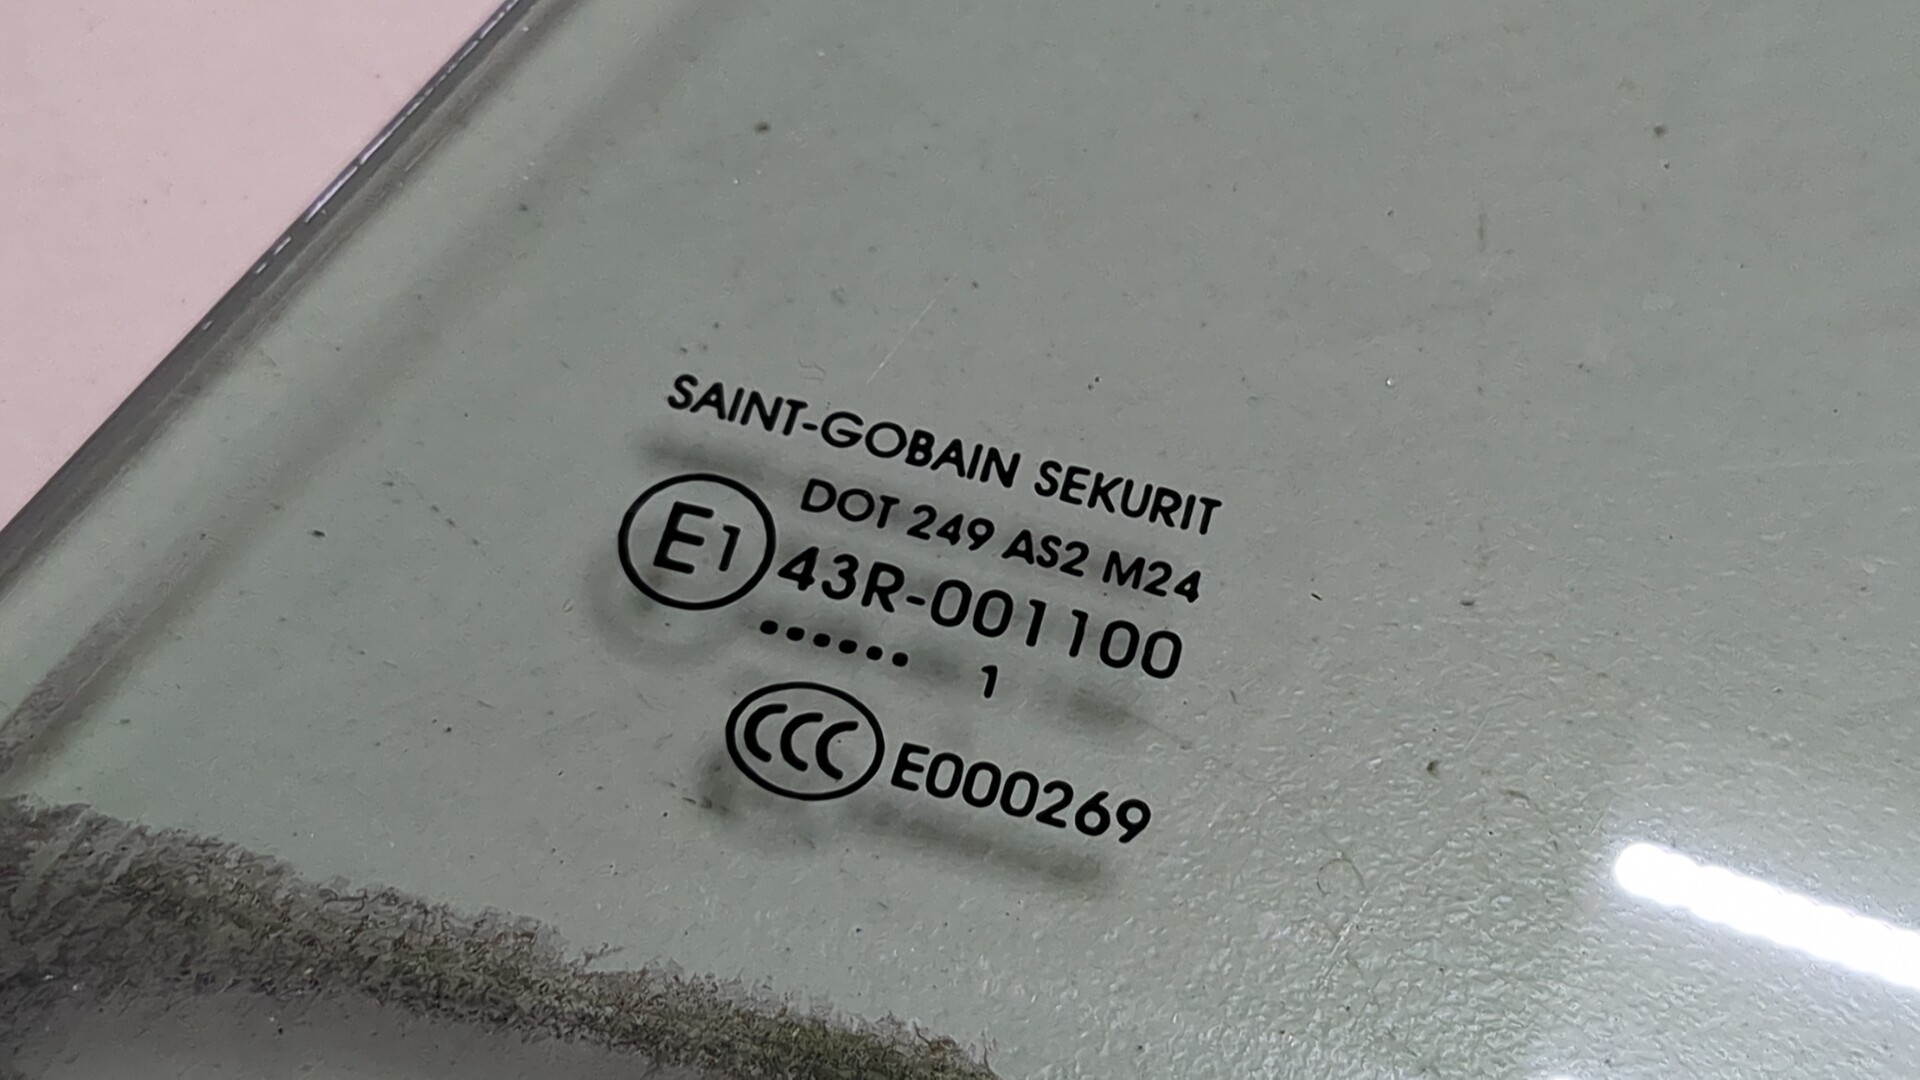 SAINT-GOBAIN SEKURIT
DOT 249 AS2 M24
E1 43R-001100
...... 1
CCC E000269